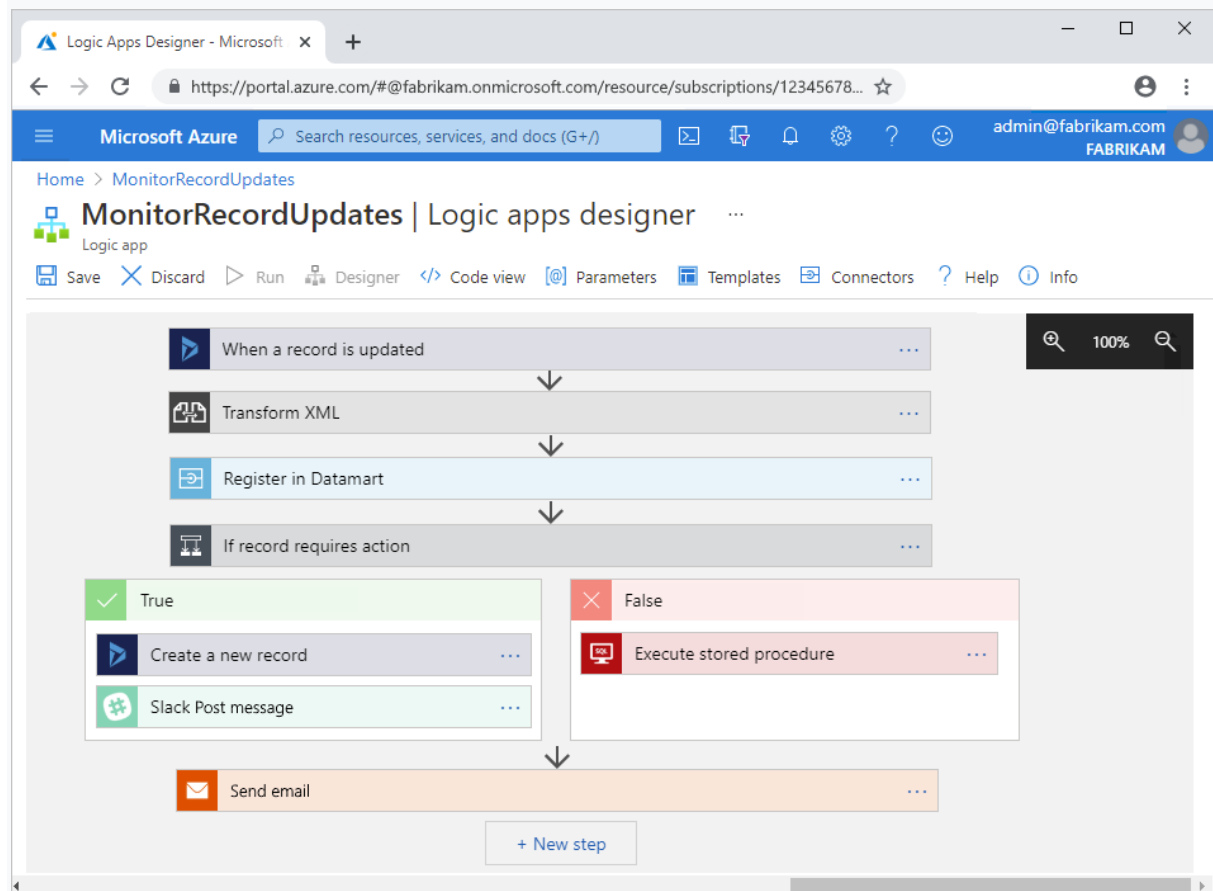 Logic Apps Designer - Microsoft
https://portal.azure.com/#@fabrikam.onmicrosoft.com/resource/subscriptions/12345678...
Microsoft Azure
Search resources, services, and docs (G+/)
admin@fabrikam.com
FABRIKAM
Home > MonitorRecordUpdates
MonitorRecordUpdates | Logic apps designer ...
Logic app
Save Discard Run Designer </> Code view [@] Parameters Templates Connectors ? Help Info
When a record is updated ...
100%
Transform XML ...
Register in Datamart ...
If record requires action ...
True
False
Create a new record ...
SQL Execute stored procedure ...
Slack Post message ...
Send email ...
+ New step